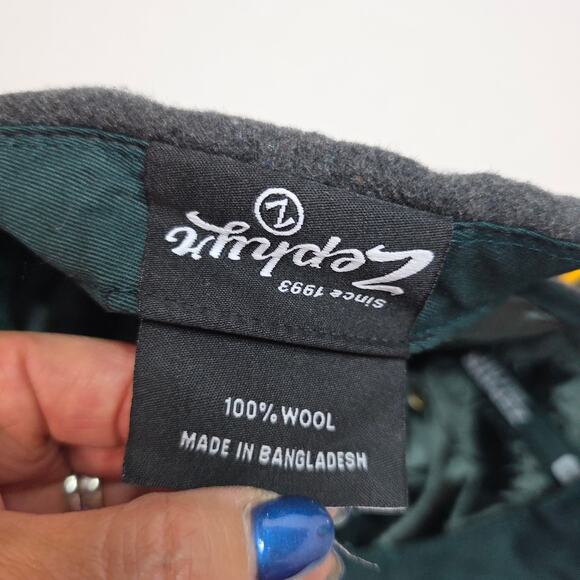 Z
Zephyr
Since 1993
100% WOOL
MADE IN BANGLADESH